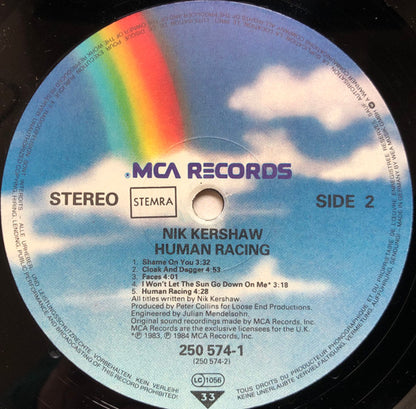 MCA RECORDS
STEREO
STEMRA
SIDE 2
NIK KERSHAW
HUMAN RACING
1. Shame On You 3:32
2. Cloak And Dagger 4:53
3. Faces 4:01
4. I Won't Let The Sun Go Down On Me* 3:18
5. Human Racing 4:28
All titles written by Nik Kershaw
Produced by Peter Collins for Loose End Productions.
Engineered by Julian Mendelsohn.
Original sound recordings made by MCA Records, Inc.
MCA Records are the exclusive licensees for the U.K.
*℗ 1983, ℗ 1984 MCA Records, Inc.
250 574-1
(250 574-2)
LC 1056
33